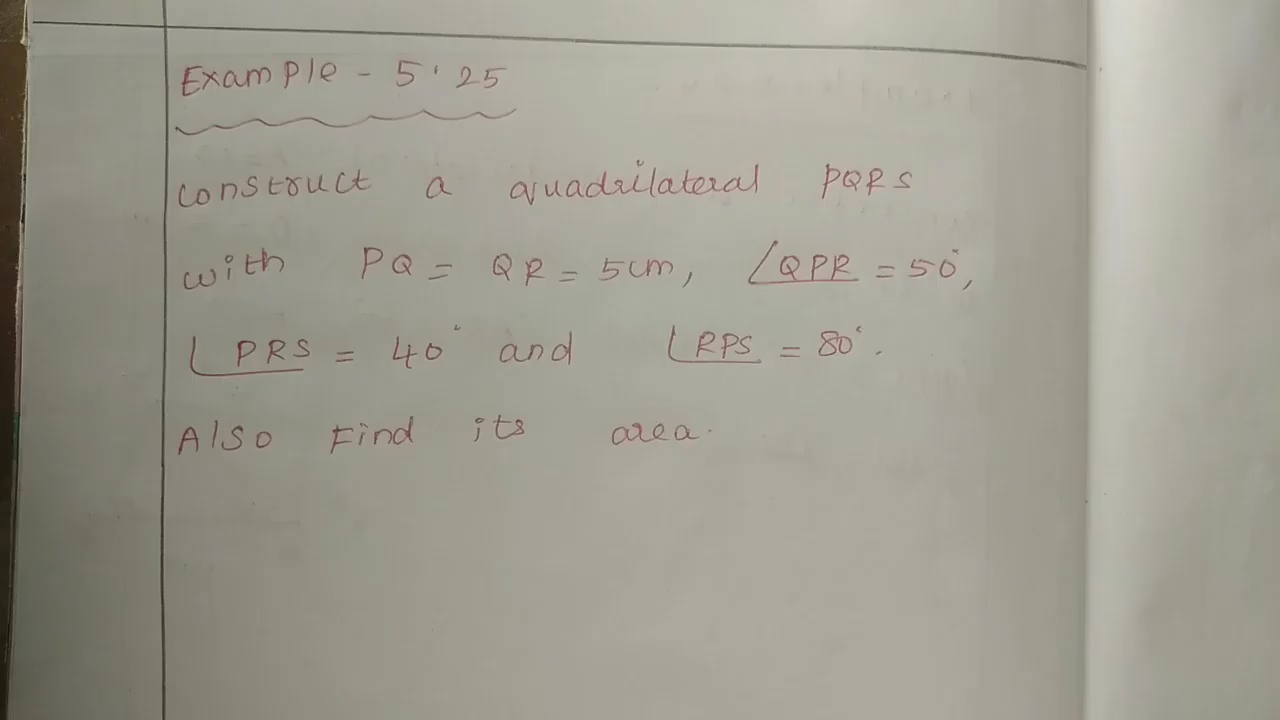 Example - 5.25
construct a quadrilateral PQRS
with PQ = QR = 5cm, ∠QPR = 50°,
∠PRS = 40° and ∠RPS = 80°.
Also Find its area.